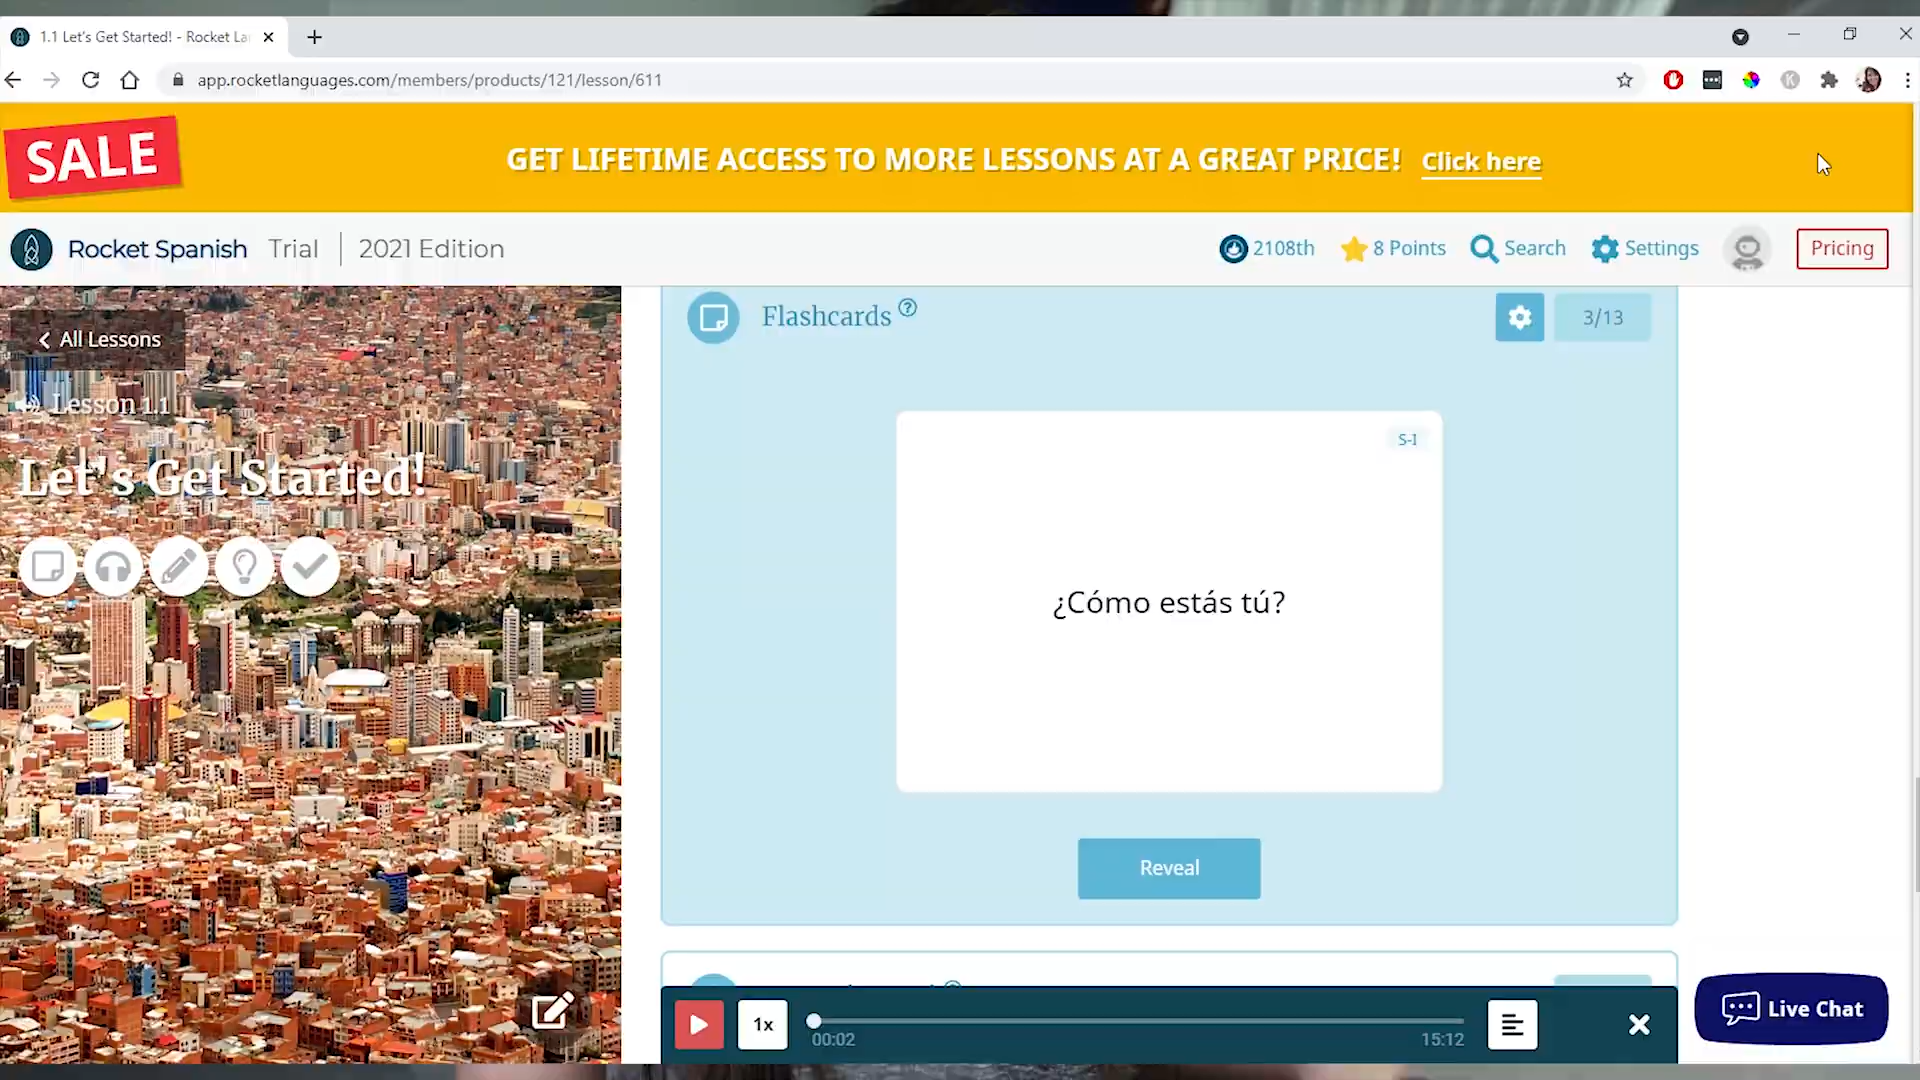 1.1 Let's Get Started! - Rocket La
app.rocketlanguages.com/members/products/121/lesson/611
SALE
GET LIFETIME ACCESS TO MORE LESSONS AT A GREAT PRICE! Click here
Rocket Spanish Trial | 2021 Edition
2108th
8 Points
Search
Settings
Pricing
All Lessons
Lesson 1.1
Let's Get Started!
Flashcards
3/13
S-I
¿Cómo estás tú?
Reveal
1x
00:02
15:12
Live Chat